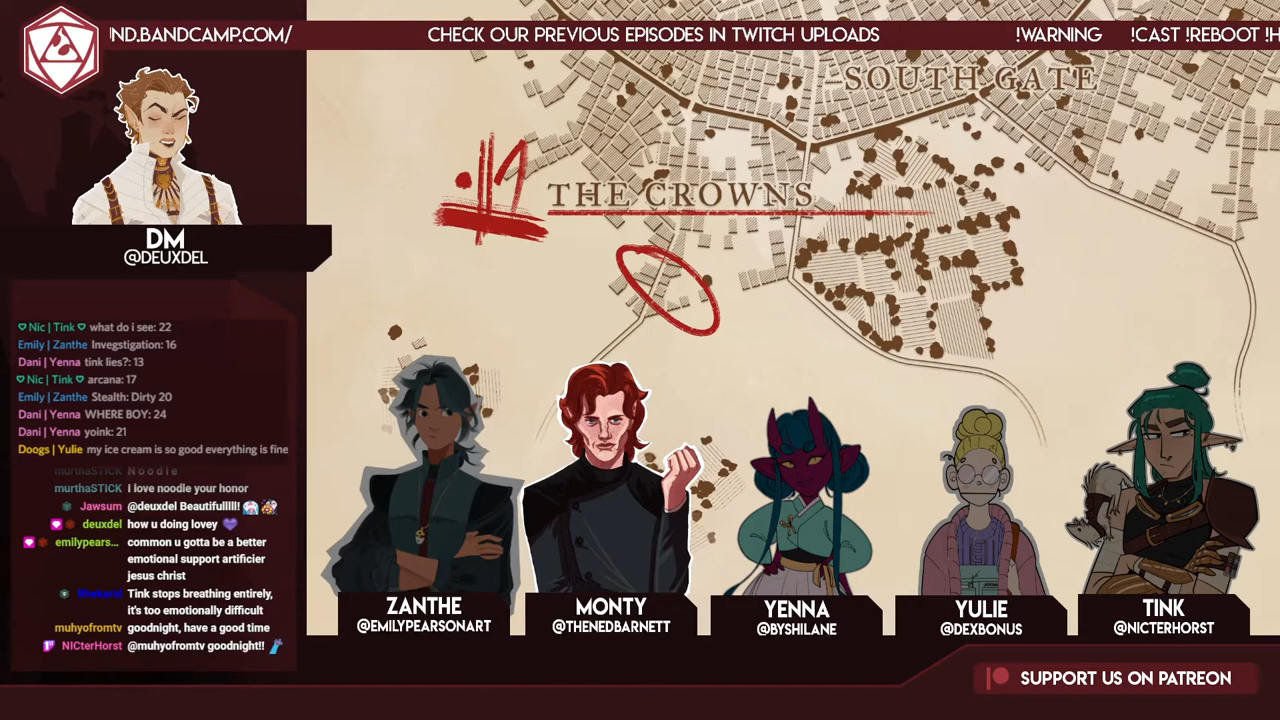 IND.BANDCAMP.COM/
CHECK OUR PREVIOUS EPISODES IN TWITCH UPLOADS
!WARNING
!CAST !REBOOT !H
SOUTH GATE
THE CROWNS
DM
@DEUXDEL
Nic | Tink what do i see: 22
Emily | Zanthe Invegstigation: 16
Dani | Yenna tink lies?: 13
Nic | Tink arcana: 17
Emily | Zanthe Stealth: Dirty 20
Dani | Yenna WHERE BOY: 24
Dani | Yenna yoink: 21
Doogs | Yulie my ice cream is so good everything is fine
murthaSTICK Noodle
murthaSTICK I love noodle your honor
Jawsum @deuxdel Beautifulllll!
deuxdel how u doing lovey
emilypears... common u gotta be a better
emotional support artificier
jesus christ
Tink stops breathing entirely,
it's too emotionally difficult
muhyofromtv goodnight, have a good time
NICterHorst @muhyofromtv goodnight!!
ZANTHE
@EMILYPEARSONART
MONTY
@THENEDBARNETT
YENNA
@BYSHILANE
YULIE
@DEXBONUS
TINK
@NICTERHORST
SUPPORT US ON PATREON